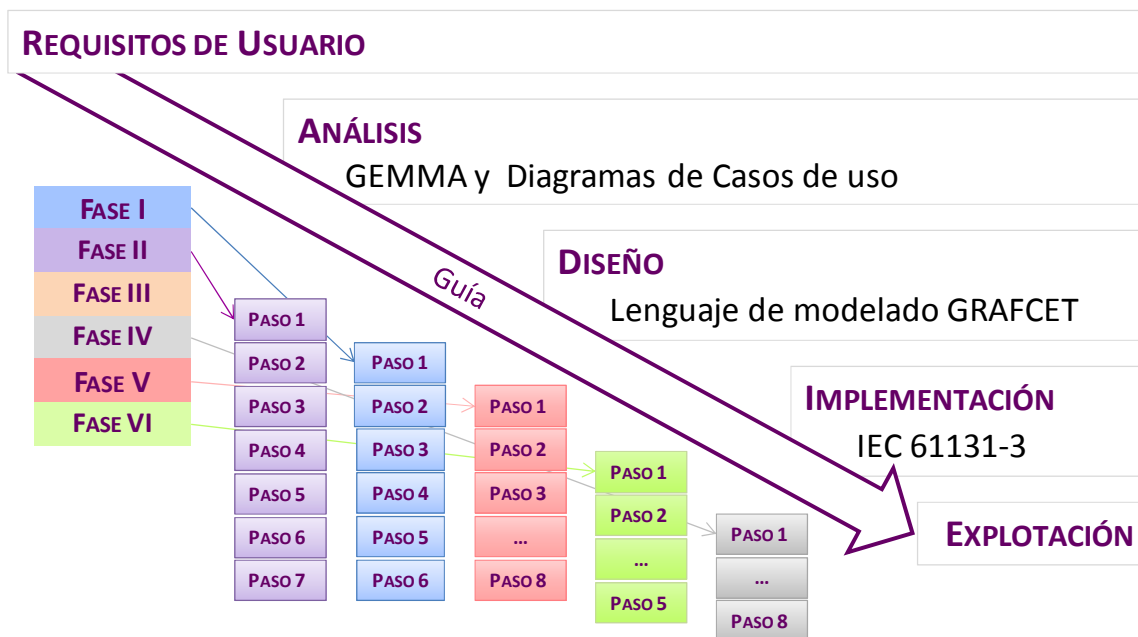 REQUISITOS DE USUARIO
ANÁLISIS
GEMMA y Diagramas de Casos de uso
DISEÑO
Lenguaje de modelado GRAFCET
IMPLEMENTACIÓN
IEC 61131-3
EXPLOTACIÓN
Guía
FASE I
FASE II
FASE III
FASE IV
FASE V
FASE VI
PASO 1
PASO 2
PASO 3
PASO 4
PASO 5
PASO 6
PASO 7
PASO 1
PASO 2
PASO 3
PASO 4
PASO 5
PASO 6
PASO 1
PASO 2
PASO 3
...
PASO 8
PASO 1
PASO 2
...
PASO 5
PASO 1
...
PASO 8